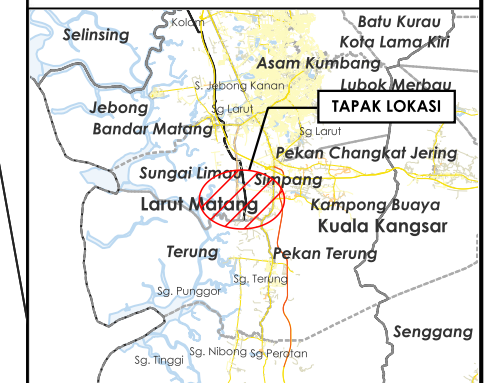 Kolam
Batu Kurau
Selinsing
Kota Lama Kiri
Asam Kumbang
S. Jebong Kanan
Lubok Merbau
Jebong
Sg Larut
TAPAK LOKASI
Bandar Matang
Sg Larut
Pekan Changkat Jering
Sungai Limau
Simpang
Larut Matang
Kampong Buaya
Kuala Kangsar
Terung
Pekan Terung
Sg. Terung
Sg. Punggor
Senggang
Sg. Nibong
Sg Perotan
Sg. Tinggi